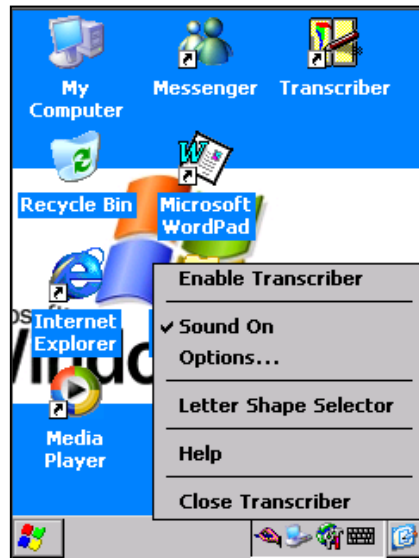 My
Computer
Messenger
Transcriber
Recycle Bin
Microsoft
WordPad
Internet
Explorer
Media
Player
Enable Transcriber
Sound On
Options...
Letter Shape Selector
Help
Close Transcriber